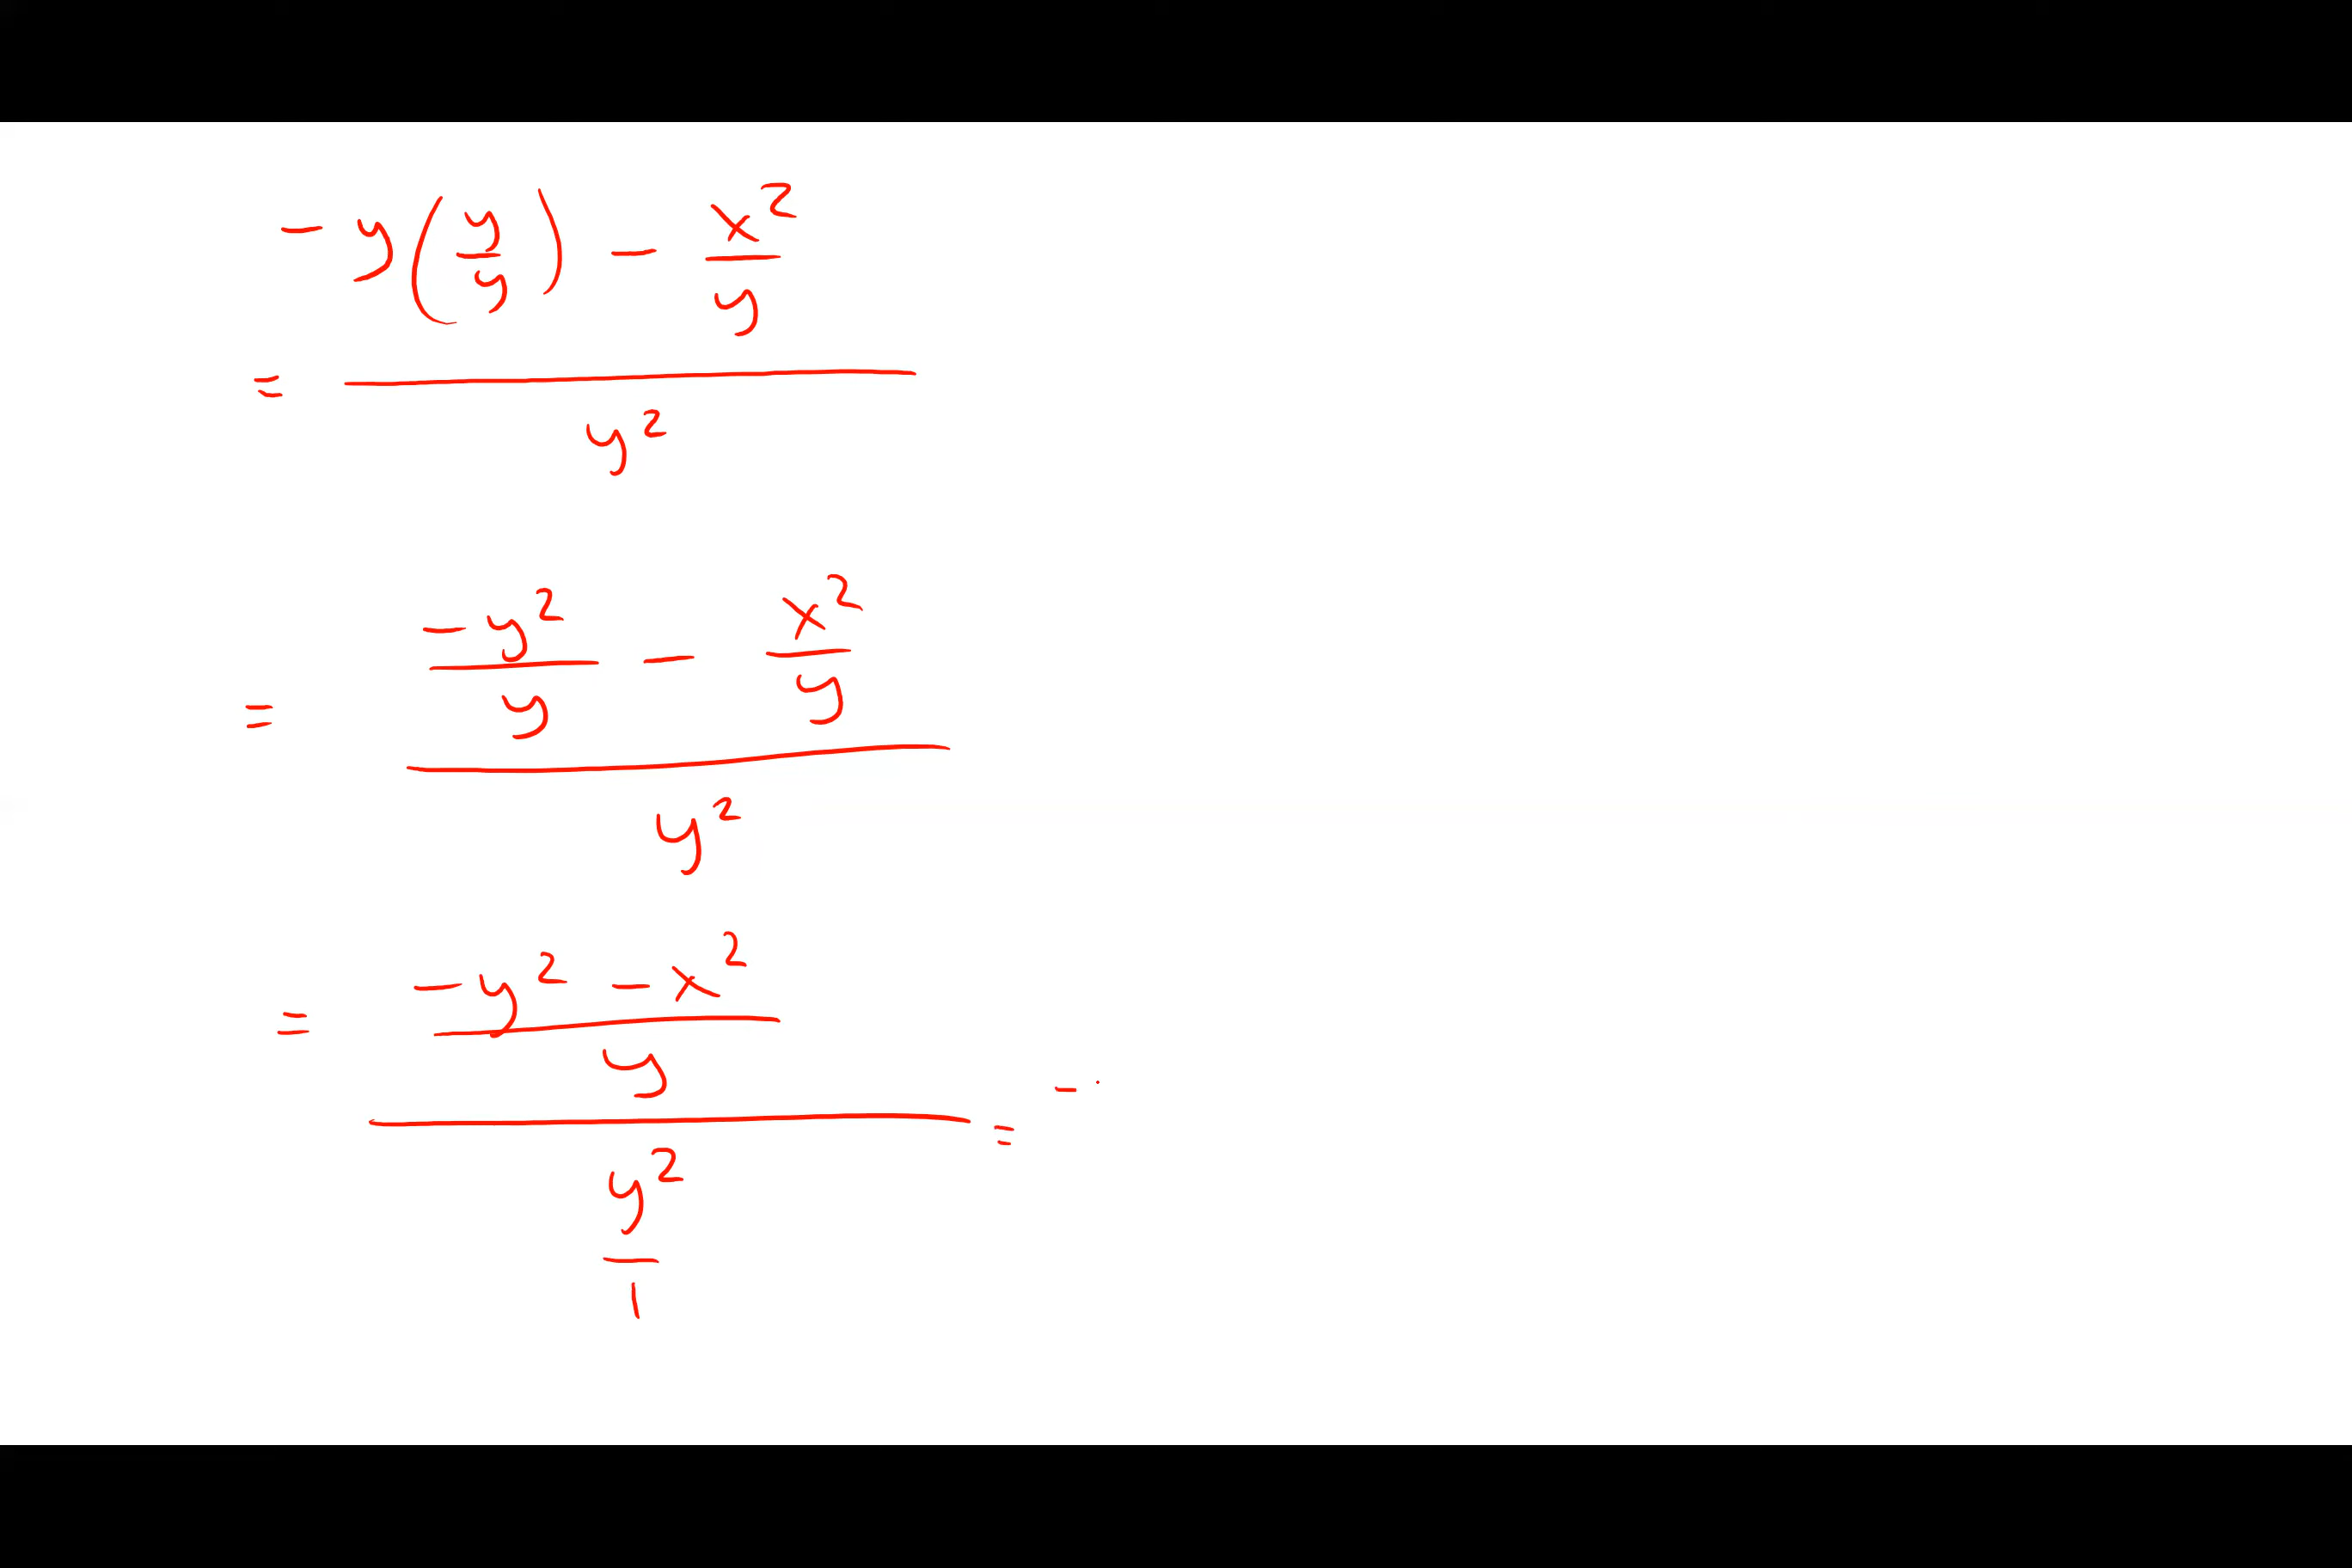 = (-y(y/y) - x²/y) / y²
= (-y²/y - x²/y) / y²
= ((-y² - x²)/y) / (y²/1) = -